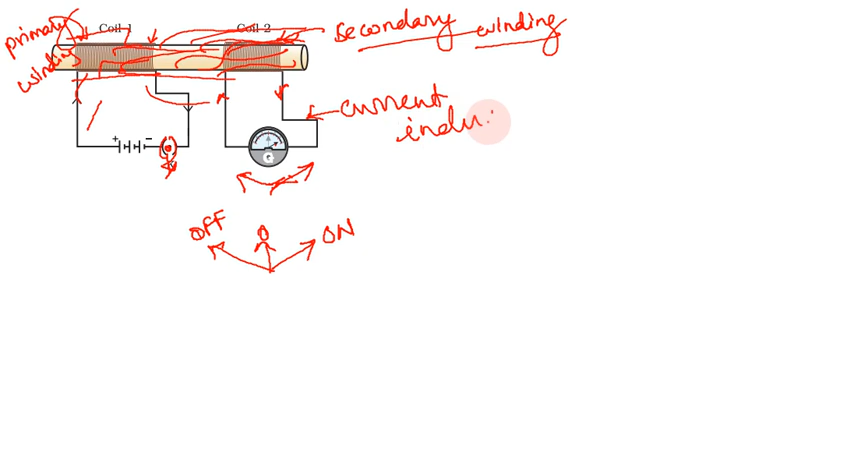 Coil 1
Coil 2
primary
winding
secondary winding
current
indu
+
−
G
OFF
0
ON